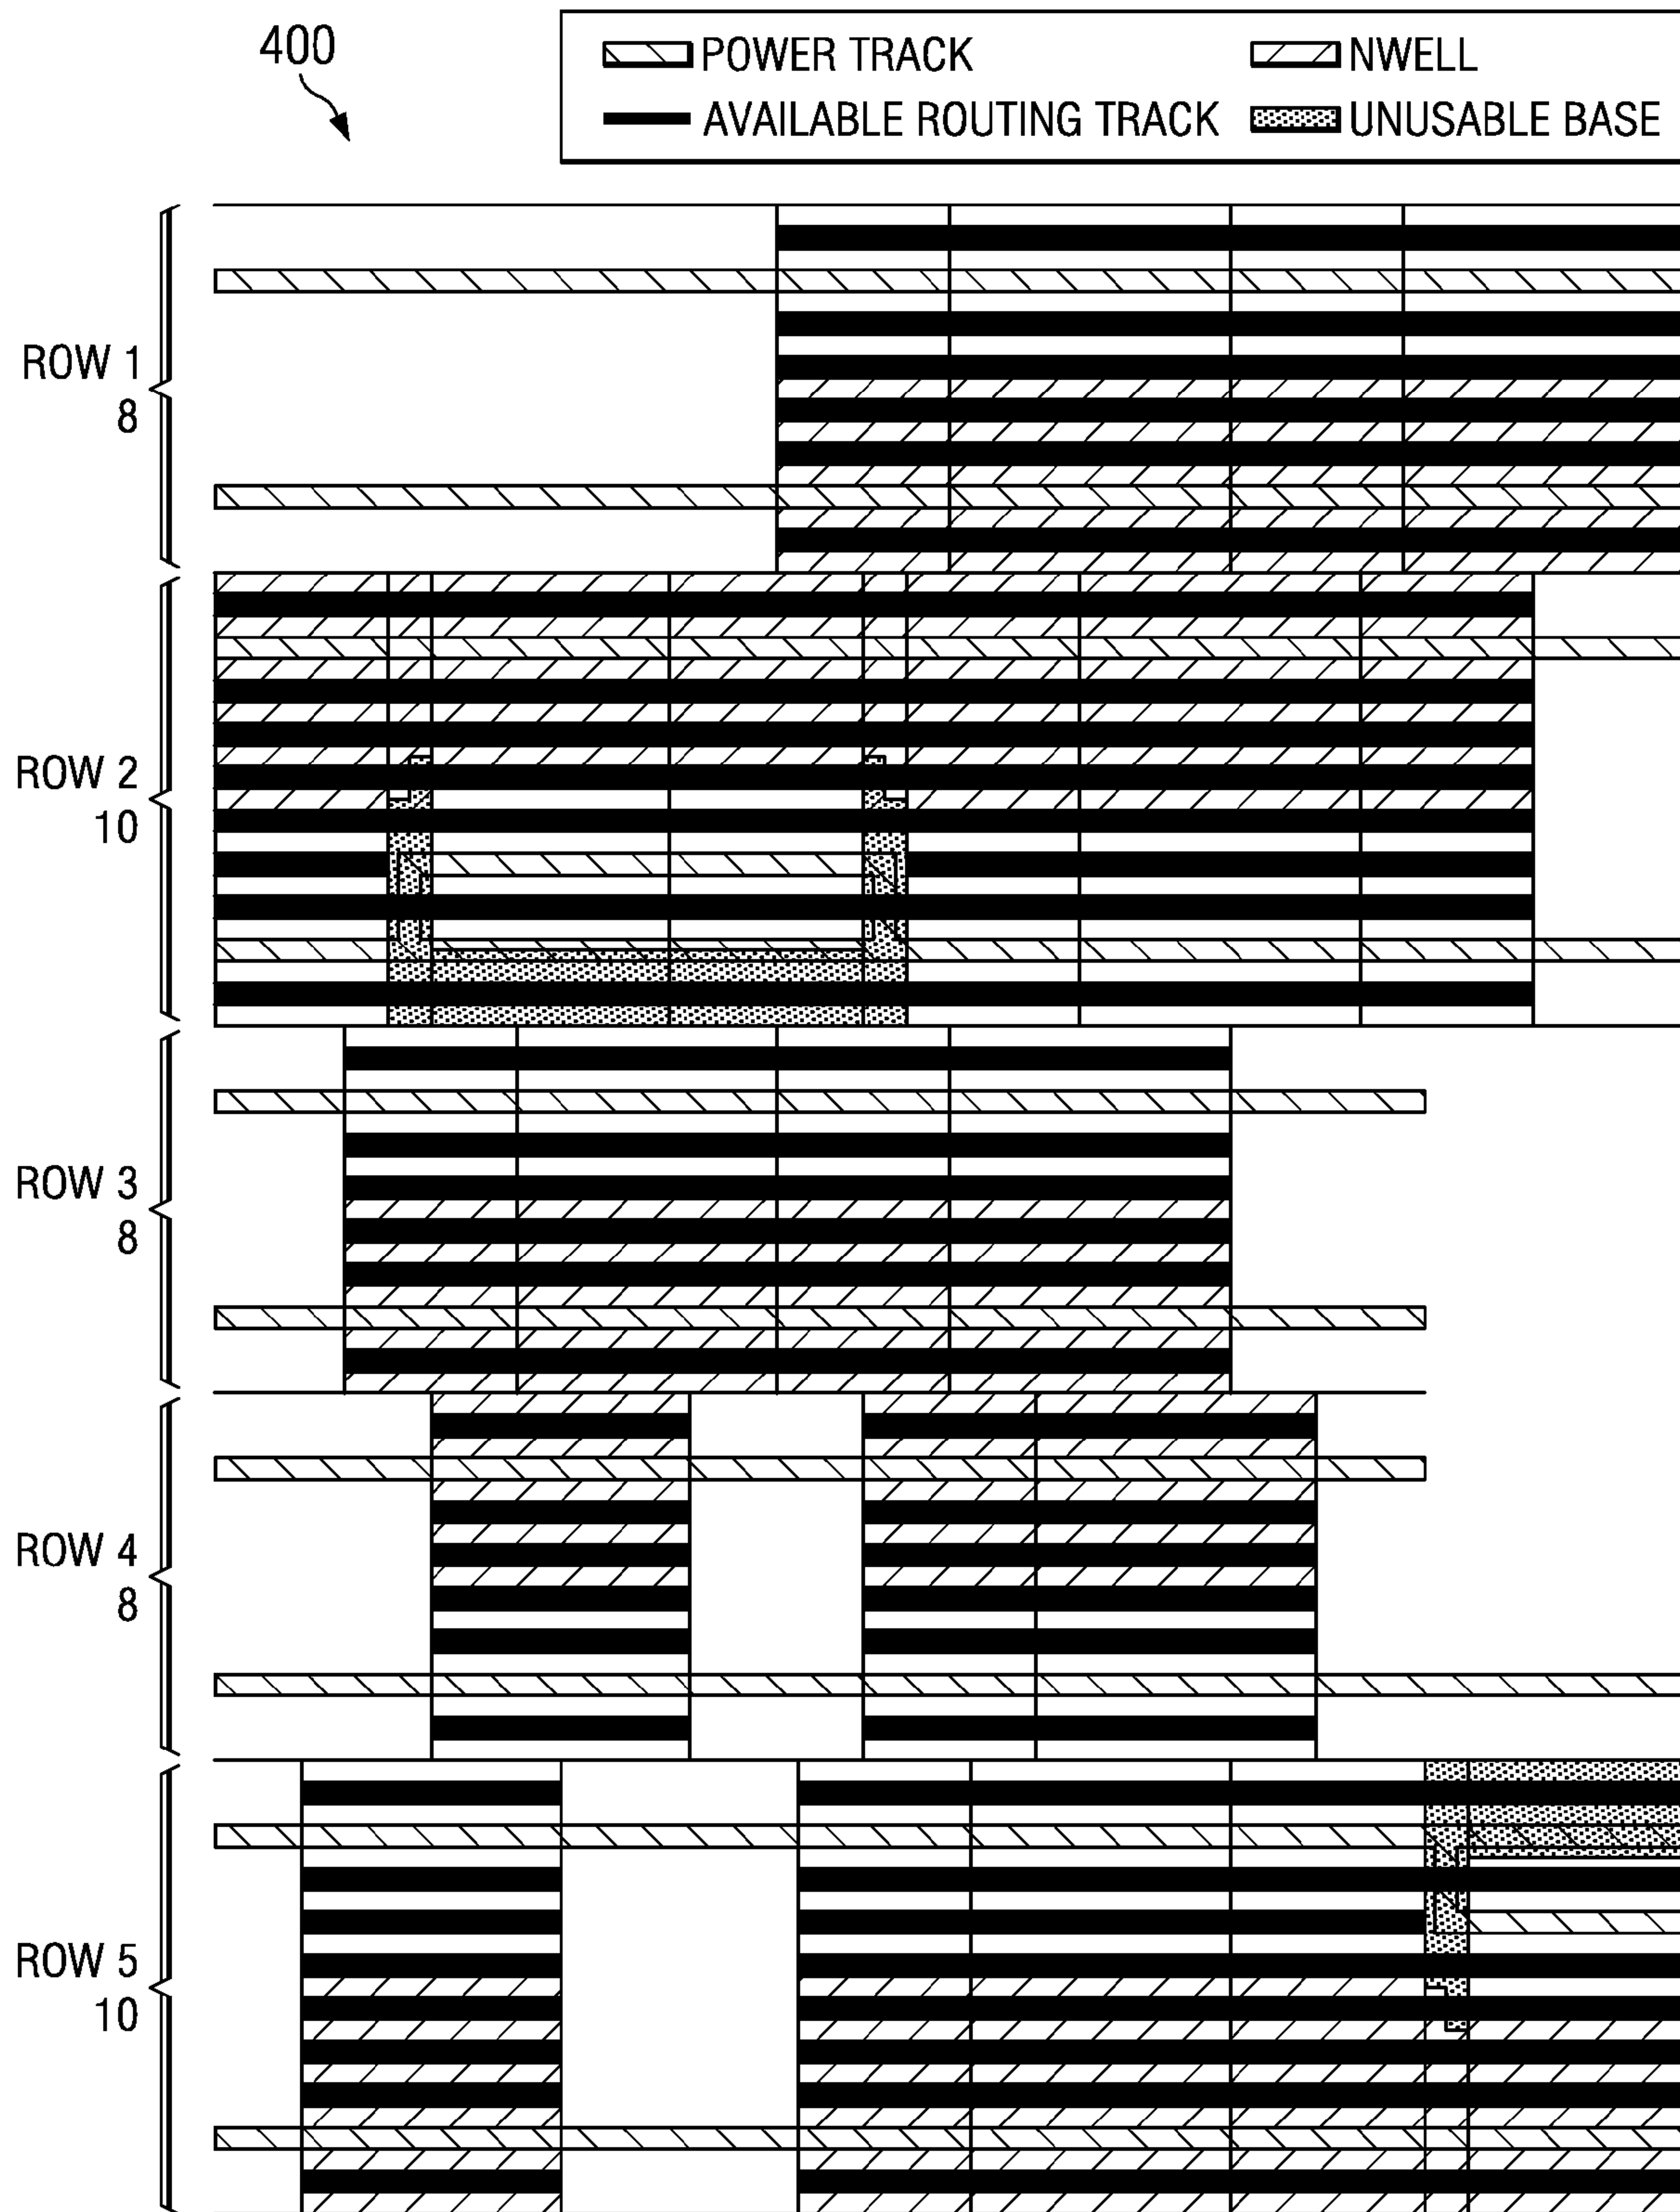 400
POWER TRACK
NWELL
AVAILABLE ROUTING TRACK
UNUSABLE BASE
ROW 1
8
ROW 2
10
ROW 3
8
ROW 4
8
ROW 5
10